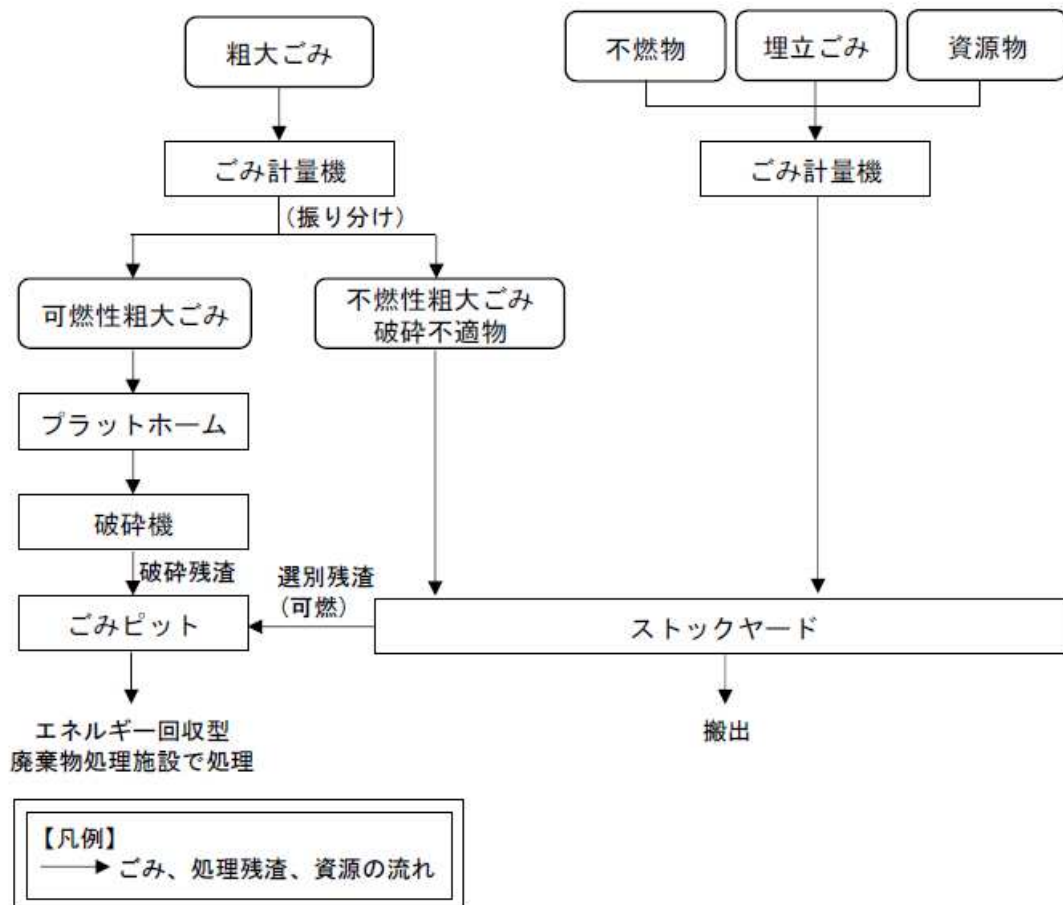 粗大ごみ
不燃物
埋立ごみ
資源物
ごみ計量機
ごみ計量機
(振り分け)
可燃性粗大ごみ
不燃性粗大ごみ
破砕不適物
プラットホーム
破砕機
破砕残渣
選別残渣
(可燃)
ごみピット
ストックヤード
エネルギー回収型
廃棄物処理施設で処理
搬出
【凡例】
ごみ、処理残渣、資源の流れ